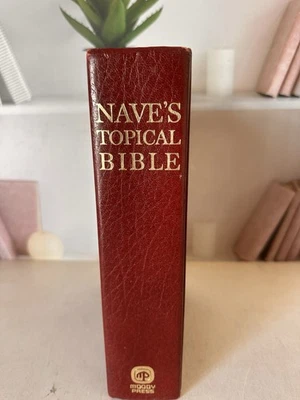 NAVE'S
TOPICAL
BIBLE
MOODY
PRESS